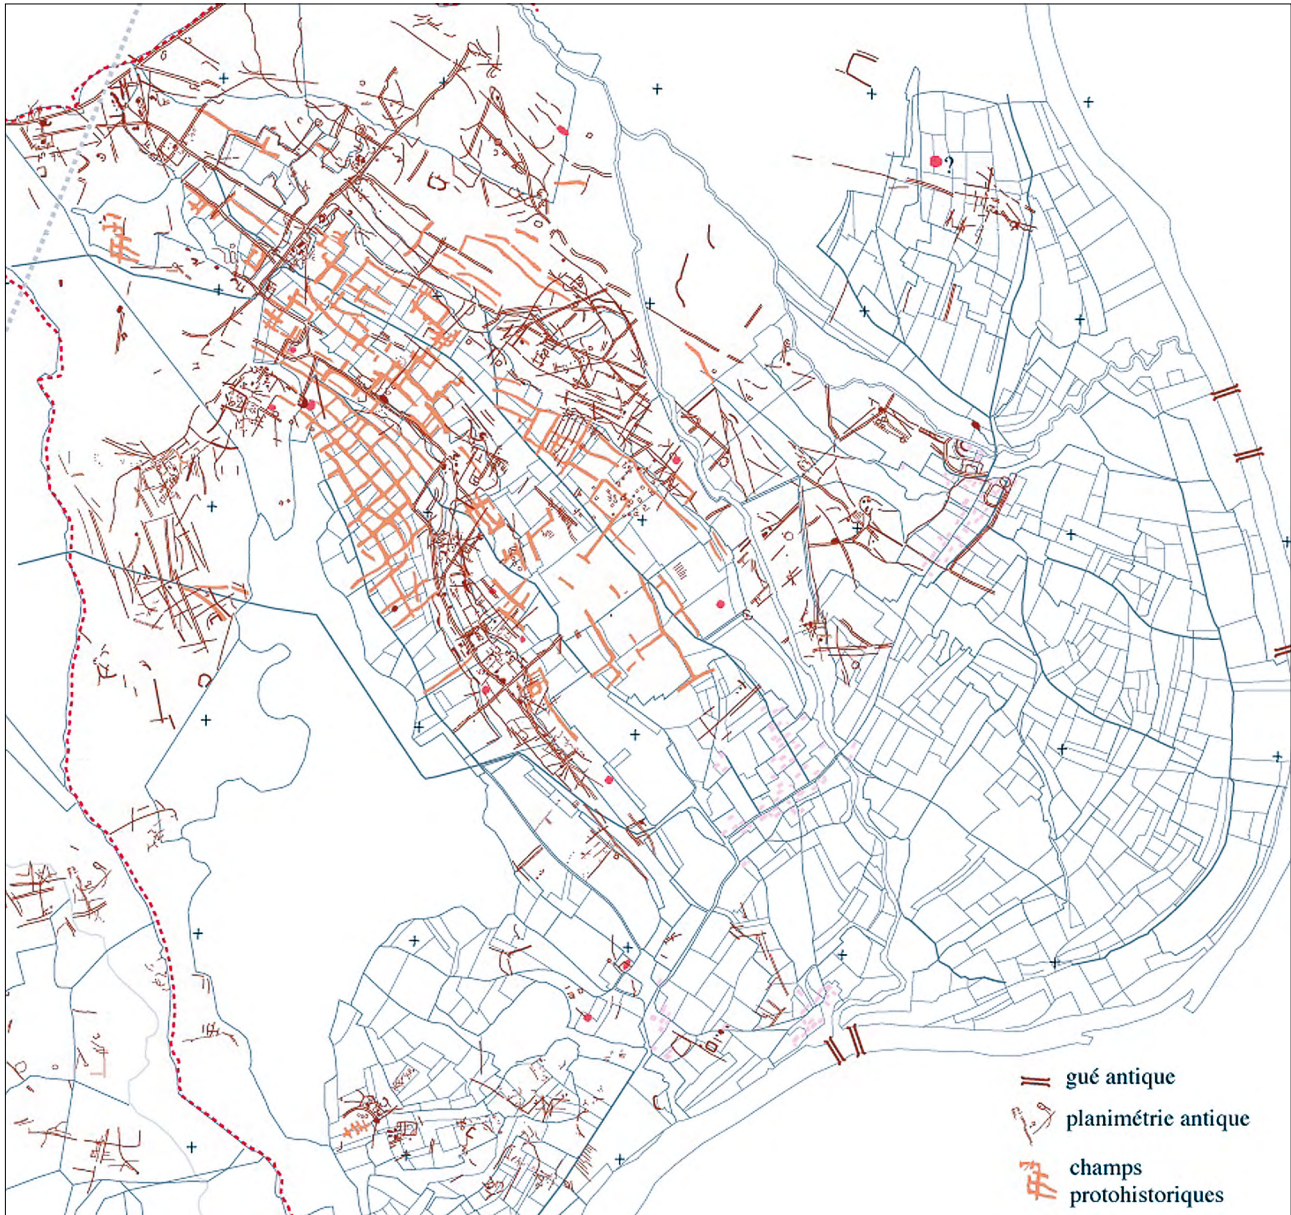 ?
gué antique
planimétrie antique
champs
protohistoriques